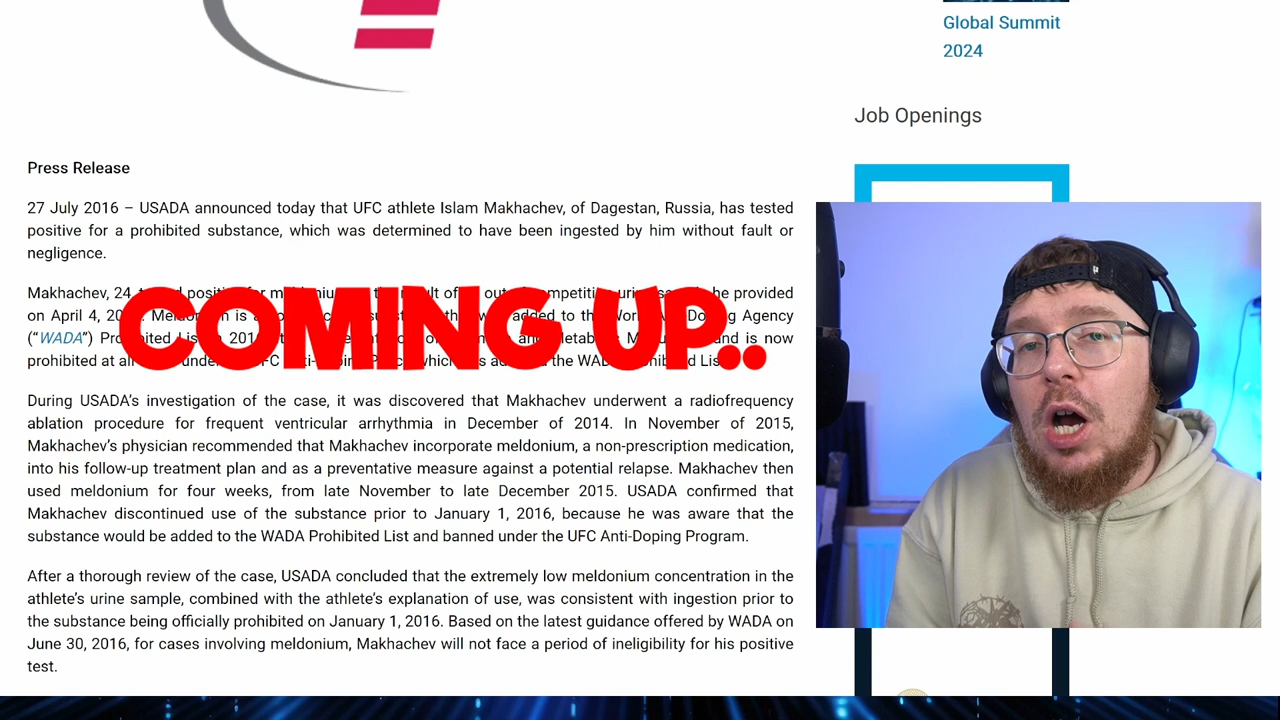 Global Summit
2024
Job Openings
Press Release
27 July 2016 – USADA announced today that UFC athlete Islam Makhachev, of Dagestan, Russia, has tested
positive for a prohibited substance, which was determined to have been ingested by him without fault or
negligence.
COMING UP..
Makhachev, 24, he provided
on April 4, is added to the Agency
("WADA") and is now
prohibited at all the
During USADA's investigation of the case, it was discovered that Makhachev underwent a radiofrequency
ablation procedure for frequent ventricular arrhythmia in December of 2014. In November of 2015,
Makhachev's physician recommended that Makhachev incorporate meldonium, a non-prescription medication,
into his follow-up treatment plan and as a preventative measure against a potential relapse. Makhachev then
used meldonium for four weeks, from late November to late December 2015. USADA confirmed that
Makhachev discontinued use of the substance prior to January 1, 2016, because he was aware that the
substance would be added to the WADA Prohibited List and banned under the UFC Anti-Doping Program.
After a thorough review of the case, USADA concluded that the extremely low meldonium concentration in the
athlete's urine sample, combined with the athlete's explanation of use, was consistent with ingestion prior to
the substance being officially prohibited on January 1, 2016. Based on the latest guidance offered by WADA on
June 30, 2016, for cases involving meldonium, Makhachev will not face a period of ineligibility for his positive
test.